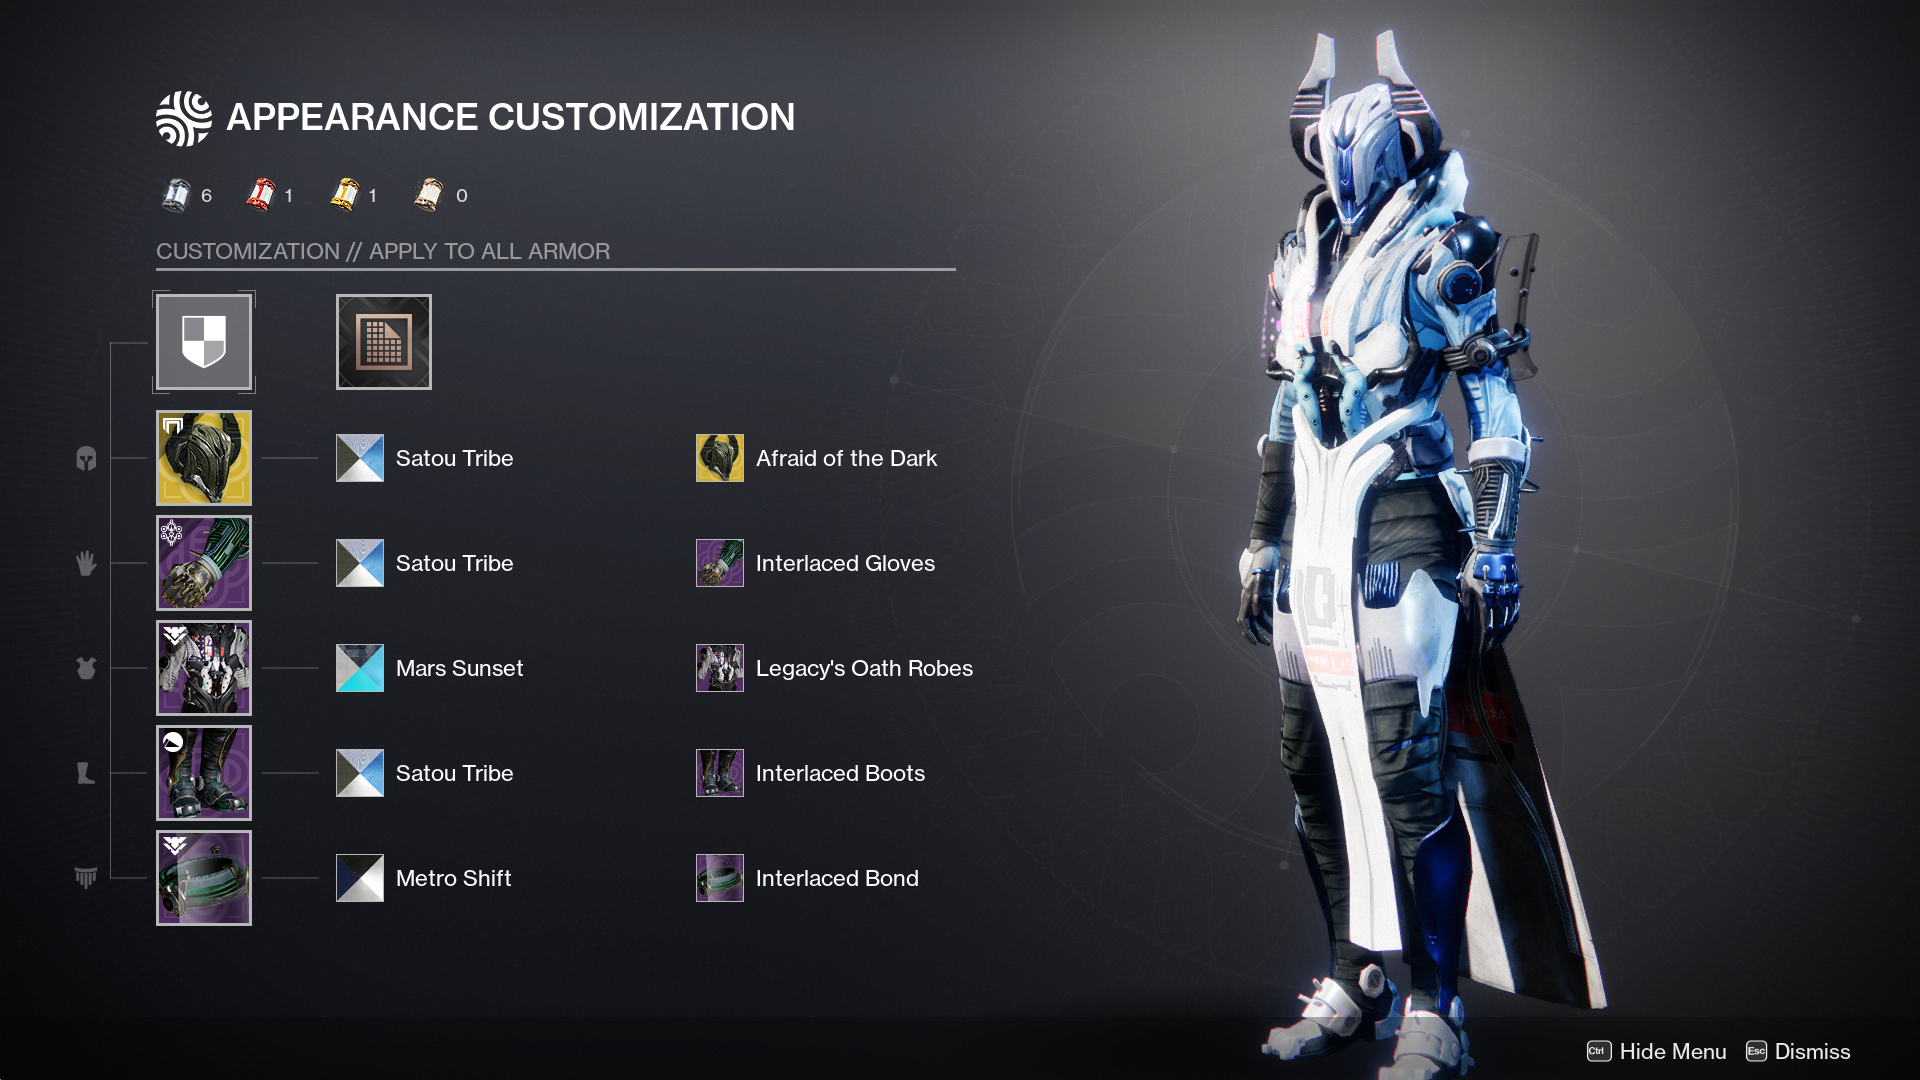 APPEARANCE CUSTOMIZATION
6 1 1 0
CUSTOMIZATION // APPLY TO ALL ARMOR
Satou Tribe Afraid of the Dark
Satou Tribe Interlaced Gloves
Mars Sunset Legacy's Oath Robes
Satou Tribe Interlaced Boots
Metro Shift Interlaced Bond
Ctrl Hide Menu Esc Dismiss